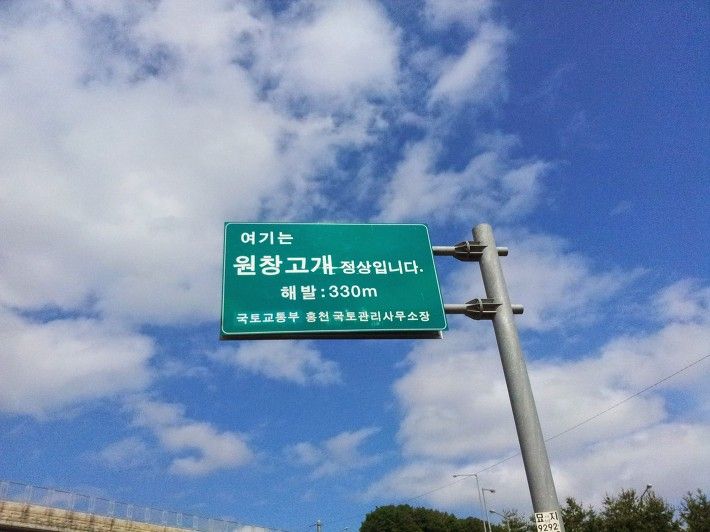 여기는
원창고개 정상입니다.
해발 : 330m
국토교통부 홍천국토관리사무소장
묘지
9292